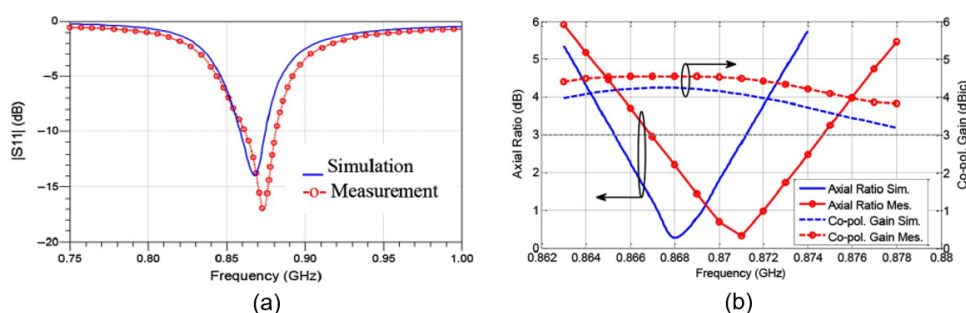 0
−5
−10
−15
−20
|S11| (dB)
Simulation
Measurement
0.75 0.80 0.85 0.90 0.95 1.00
Frequency (GHz)
(a)
6
5
4
3
2
1
0
Axial Ratio (dB)
6
5
4
3
2
1
0
Co-pol. Gain (dBic)
Axial Ratio Sim.
Axial Ratio Mes.
Co-pol. Gain Sim.
Co-pol. Gain Mes.
0.862 0.864 0.866 0.868 0.87 0.872 0.874 0.876 0.878 0.88
Frequency (GHz)
(b)